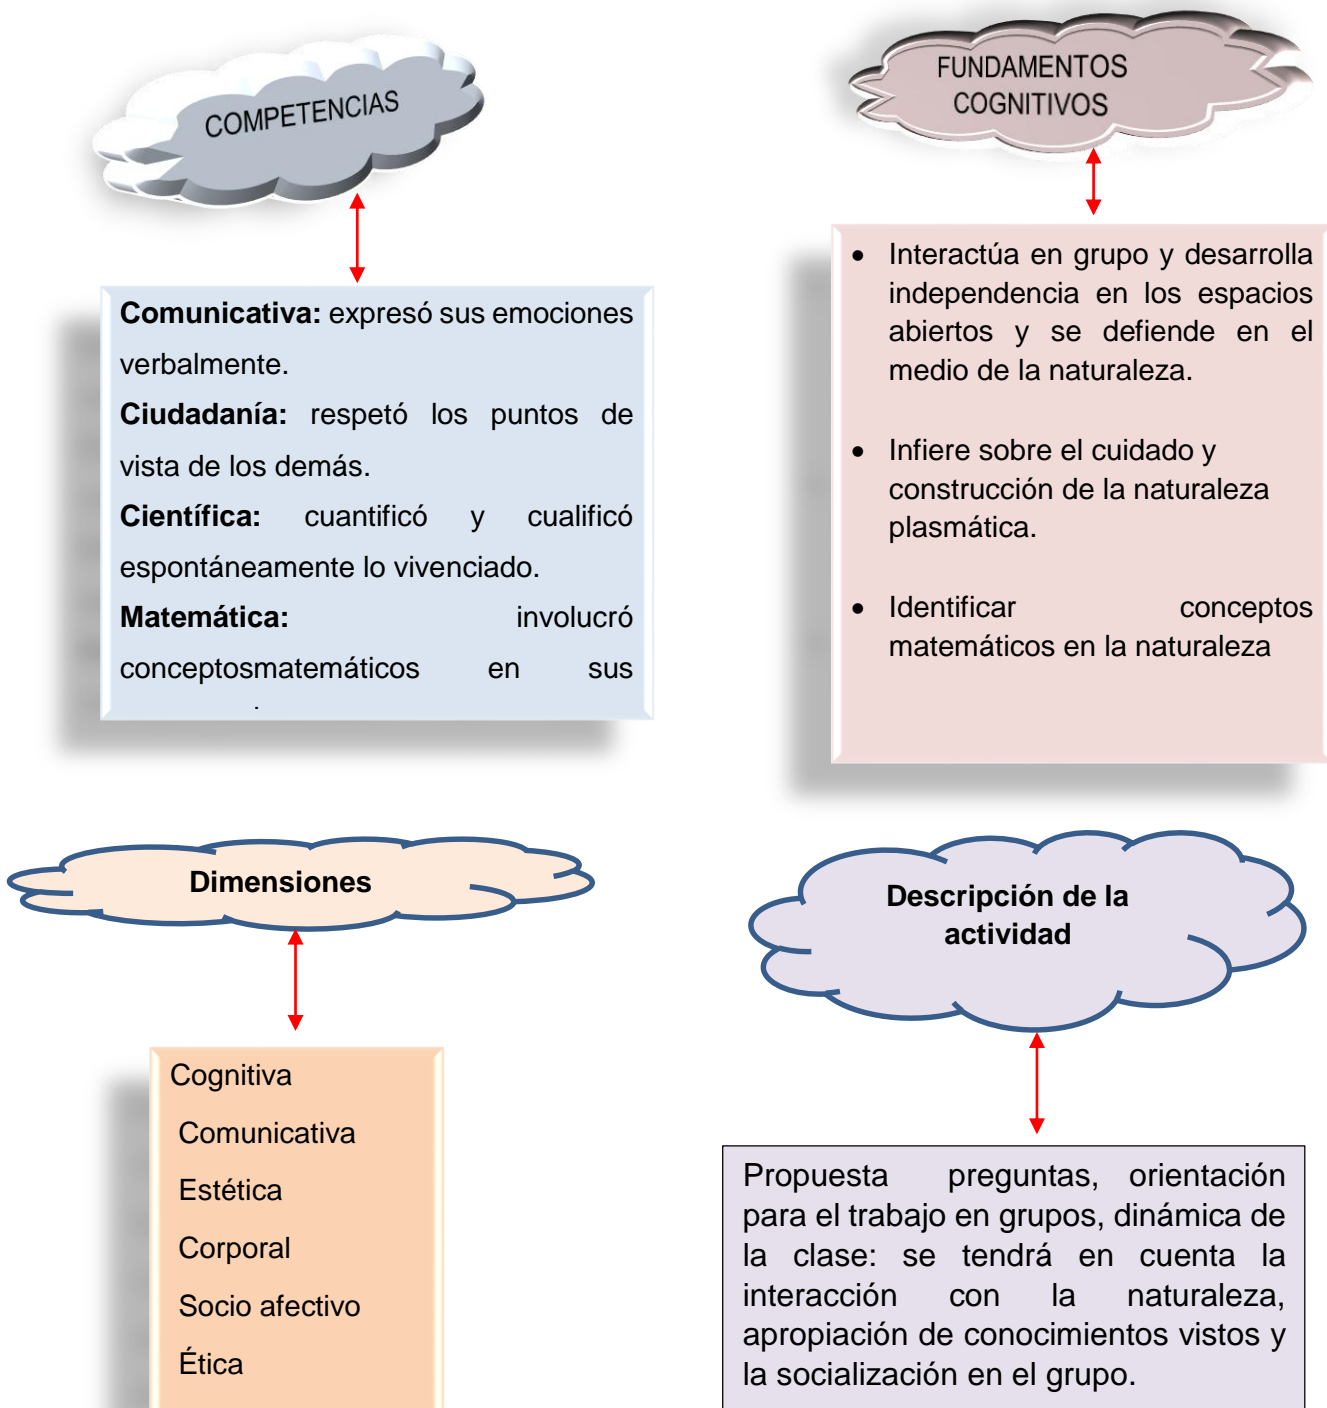 COMPETENCIAS
Comunicativa: expresó sus emociones
verbalmente.
Ciudadanía: respetó los puntos de
vista de los demás.
Científica: cuantificó y cualificó
espontáneamente lo vivenciado.
Matemática: involucró
conceptosmatemáticos en sus
FUNDAMENTOS
COGNITIVOS
• Interactúa en grupo y desarrolla
independencia en los espacios
abiertos y se defiende en el
medio de la naturaleza.
• Infiere sobre el cuidado y
construcción de la naturaleza
plasmática.
• Identificar conceptos
matemáticos en la naturaleza
Dimensiones
Cognitiva
Comunicativa
Estética
Corporal
Socio afectivo
Ética
Descripción de la
actividad
Propuesta preguntas, orientación
para el trabajo en grupos, dinámica de
la clase: se tendrá en cuenta la
interacción con la naturaleza,
apropiación de conocimientos vistos y
la socialización en el grupo.